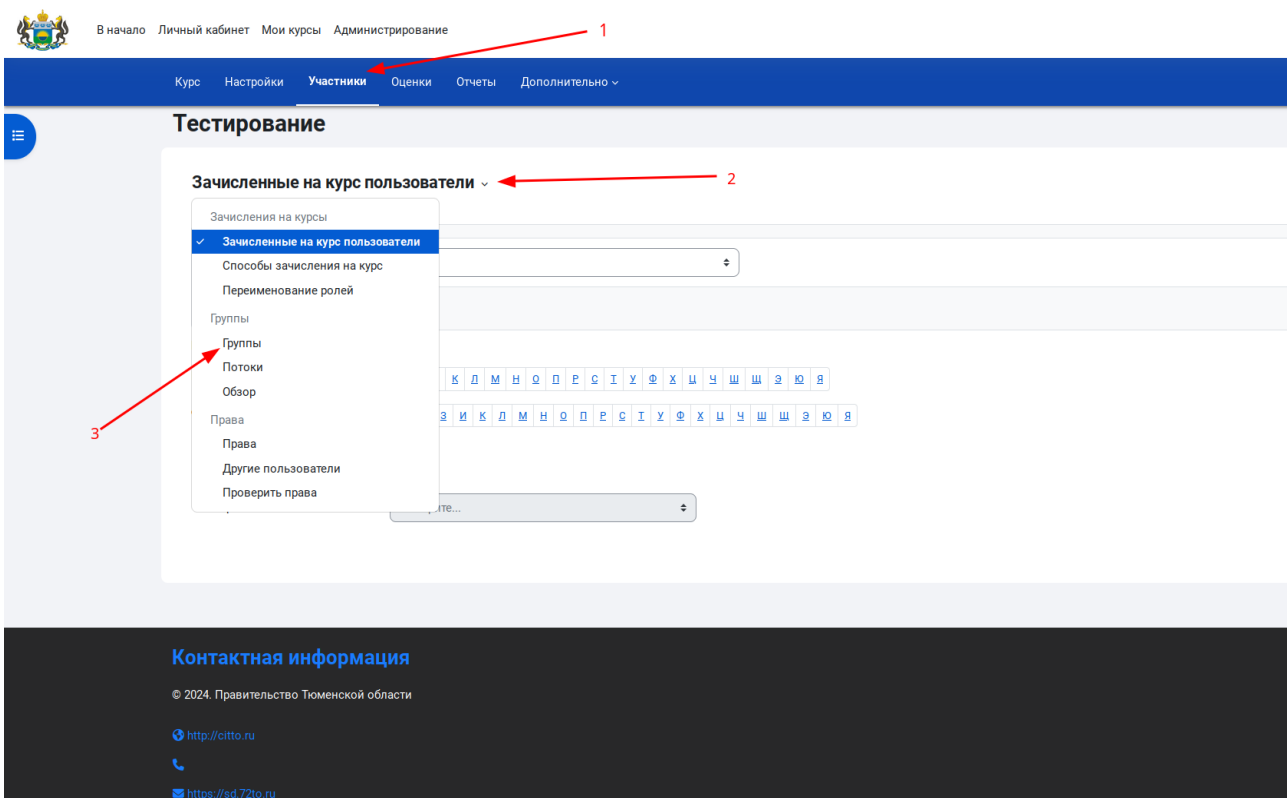 В начало Личный кабинет Мои курсы Администрирование
1
Курс Настройки Участники Оценки Отчеты Дополнительно
Тестирование
Зачисленные на курс пользователи
2
Зачисления на курсы
Зачисленные на курс пользователи
Способы зачисления на курс
Переименование ролей
Группы
Группы
Потоки
К Л М Н О П Р С Т У Ф Х Ц Ч Ш Щ Э Ю Я
Обзор
З И К Л М Н О П Р С Т У Ф Х Ц Ч Ш Щ Э Ю Я
Права
3
Права
Другие пользователи
Проверить права
Контактная информация
© 2024. Правительство Тюменской области
http://citto.ru
https://sd.72to.ru